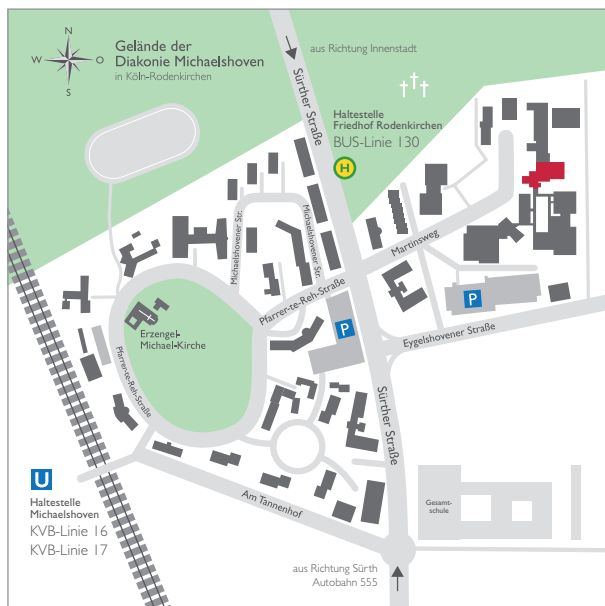 N
W O
S
Gelände der
Diakonie Michaelshoven
in Köln-Rodenkirchen
aus Richtung Innenstadt
Sürther Straße
Haltestelle
Friedhof Rodenkirchen
BUS-Linie 130
H
Michaelshovener Str.
Michaelshovener Str.
Martinsweg
Pfarrer-te-Reh-Straße
P
P
Eygelshovener Straße
Erzengel-
Michael-Kirche
Pfarrer-te-Reh-Straße
Sürther Straße
U
Haltestelle
Michaelshoven
KVB-Linie 16
KVB-Linie 17
Am Tannenhof
Gesamt-
schule
aus Richtung Sürth
Autobahn 555